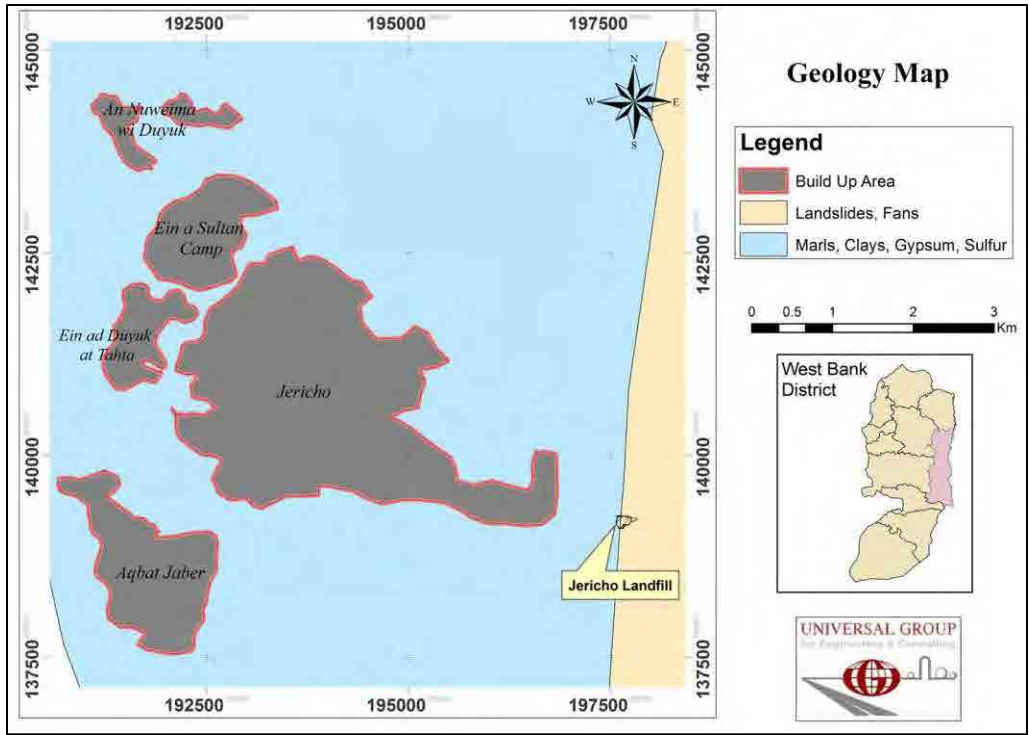 192500
195000
197500
145000
145000
Geology Map
N
W
E
S
An Nuweima
wi Duyuk
Legend
Build Up Area
Landslides, Fans
Marls, Clays, Gypsum, Sulfur
Ein a Sultan
Camp
142500
142500
0 0.5 1 2 3
Km
Ein ad Duyuk
at Tahta
Jericho
West Bank
District
140000
140000
Aqbat Jaber
Jericho Landfill
UNIVERSAL GROUP
for Engineering & Consulting
137500
137500
192500
195000
197500